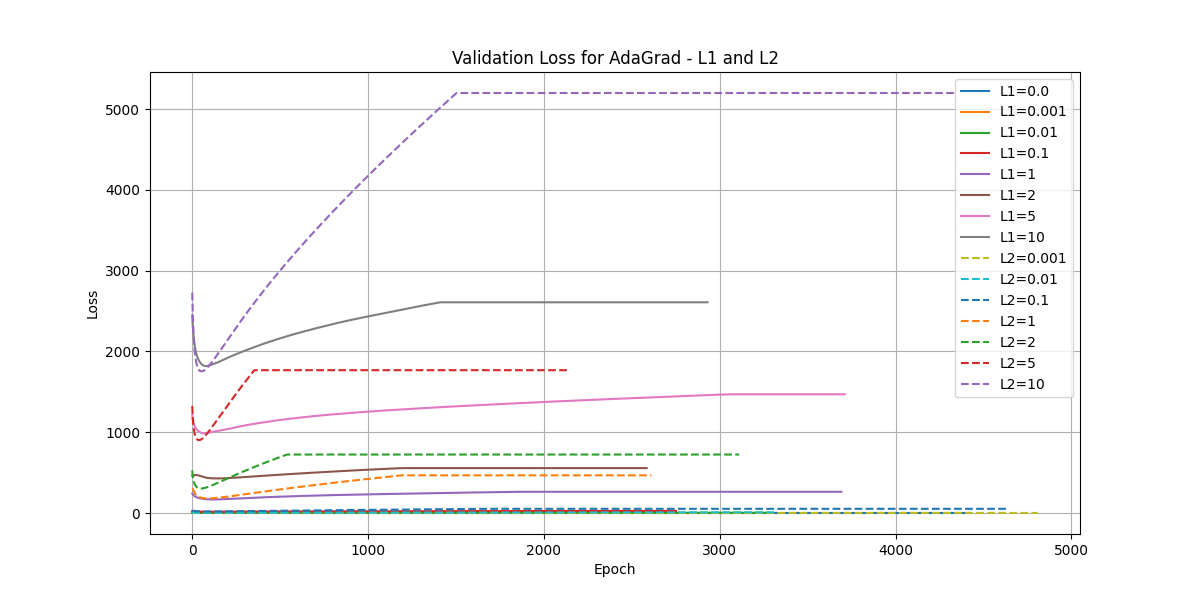 Validation Loss for AdaGrad - L1 and L2
5000
4000
3000
2000
1000
0
Loss
0
1000
2000
3000
4000
5000
Epoch
L1=0.0
L1=0.001
L1=0.01
L1=0.1
L1=1
L1=2
L1=5
L1=10
L2=0.001
L2=0.01
L2=0.1
L2=1
L2=2
L2=5
L2=10